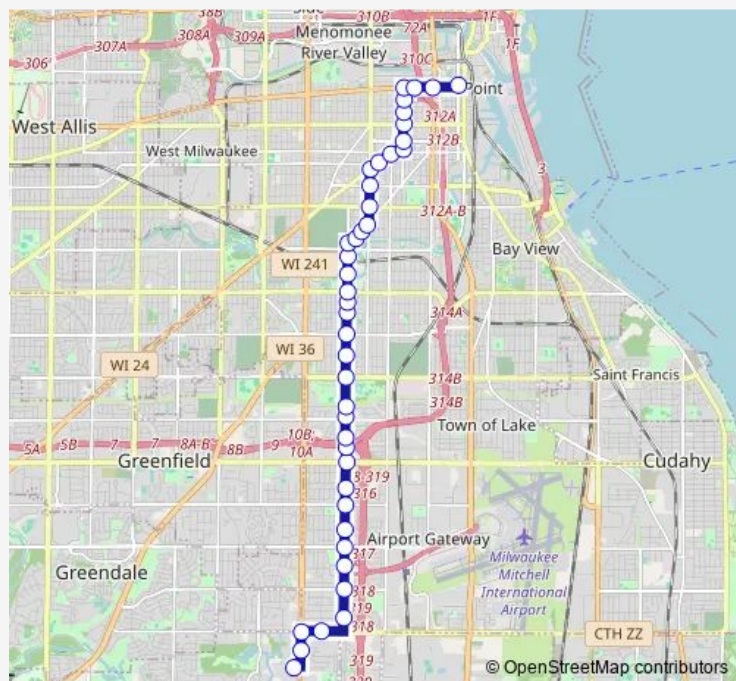 38B
Side
310B
1F
307A
308A
309A
Menomonee
River Valley
72A
1F
306
310C
Point
West Allis
312A
312B
West Milwaukee
3
312A-B
Bay View
WI 241
314A
WI 36
WI 24
314B
Saint Francis
314B
Town of Lake
5A
5B
7
7
8A-B
8B
9
10B;
10A
Greenfield
Cudahy
316
Airport Gateway
317
Milwaukee
Mitchell
International
Airport
Greendale
318
318
CTH ZZ
319
© OpenStreetMap contributors